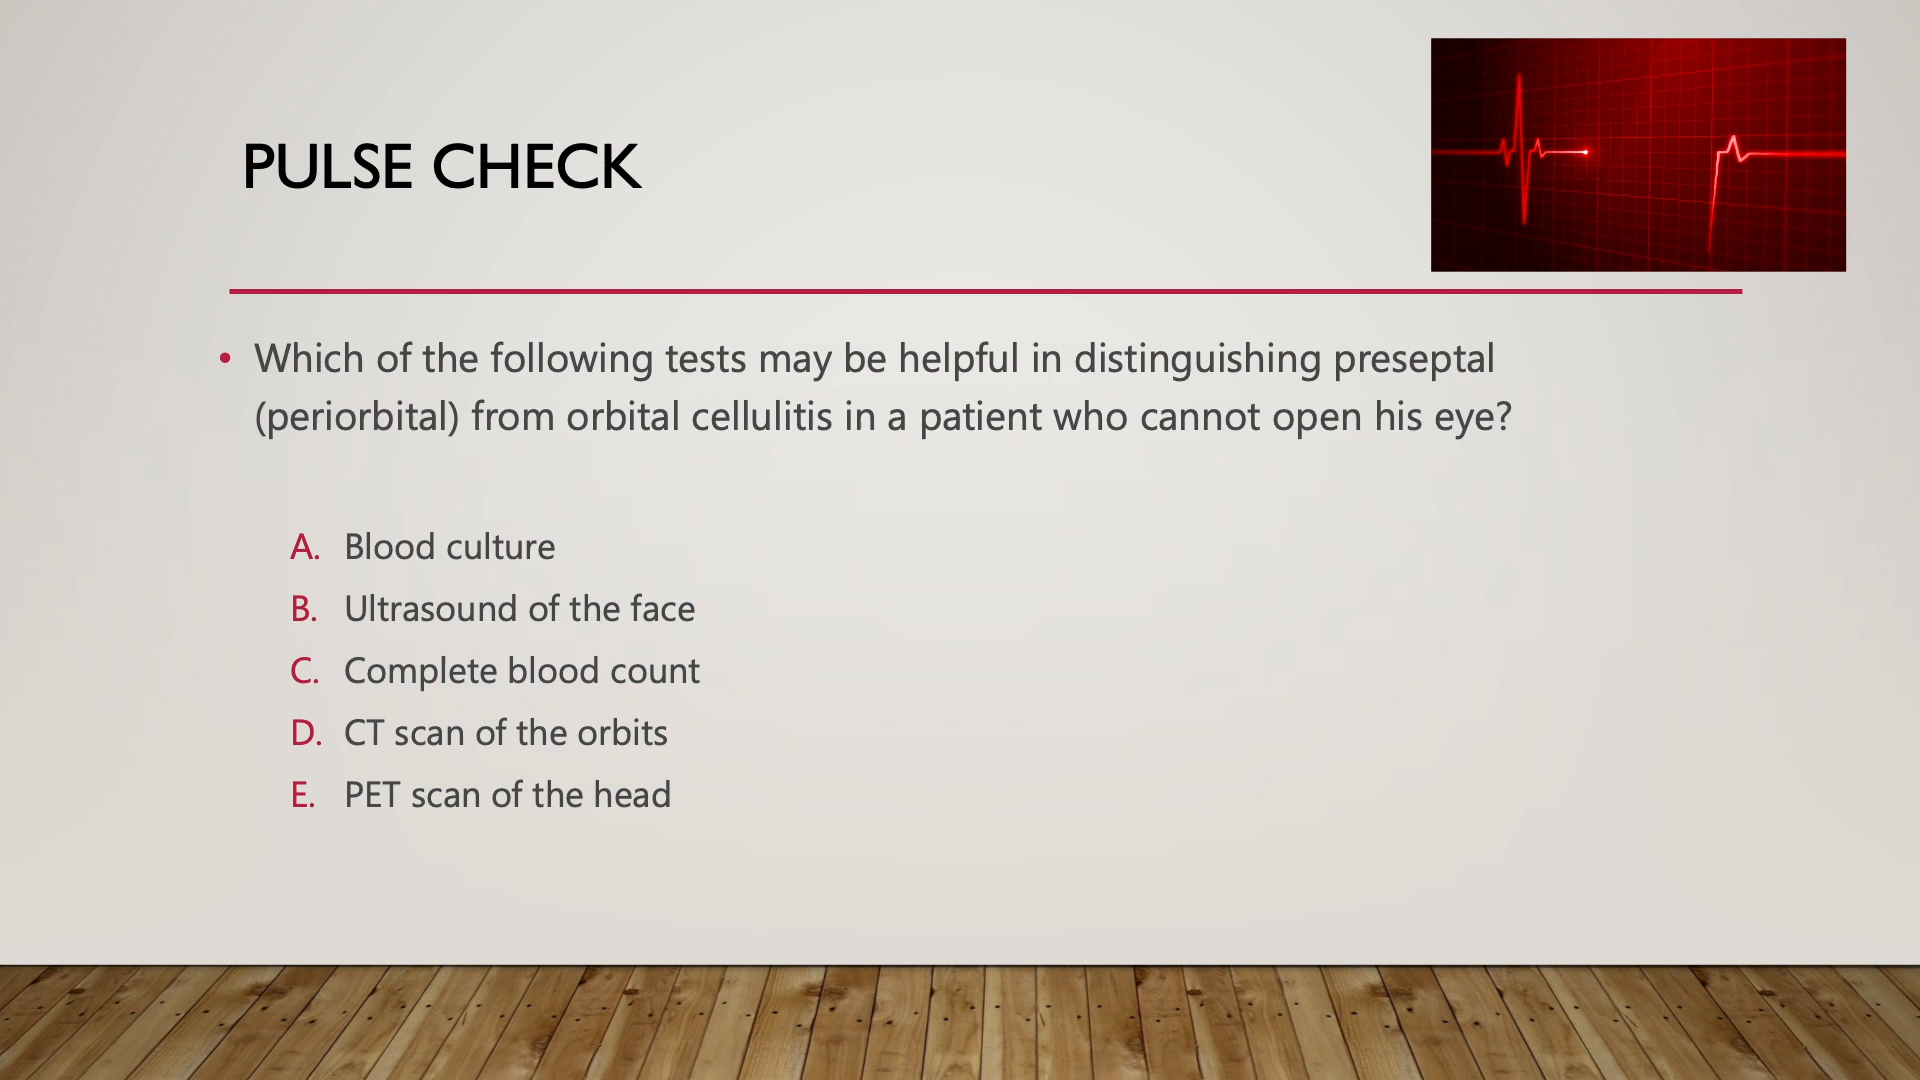 PULSE CHECK
• Which of the following tests may be helpful in distinguishing preseptal
(periorbital) from orbital cellulitis in a patient who cannot open his eye?
A. Blood culture
B. Ultrasound of the face
C. Complete blood count
D. CT scan of the orbits
E. PET scan of the head